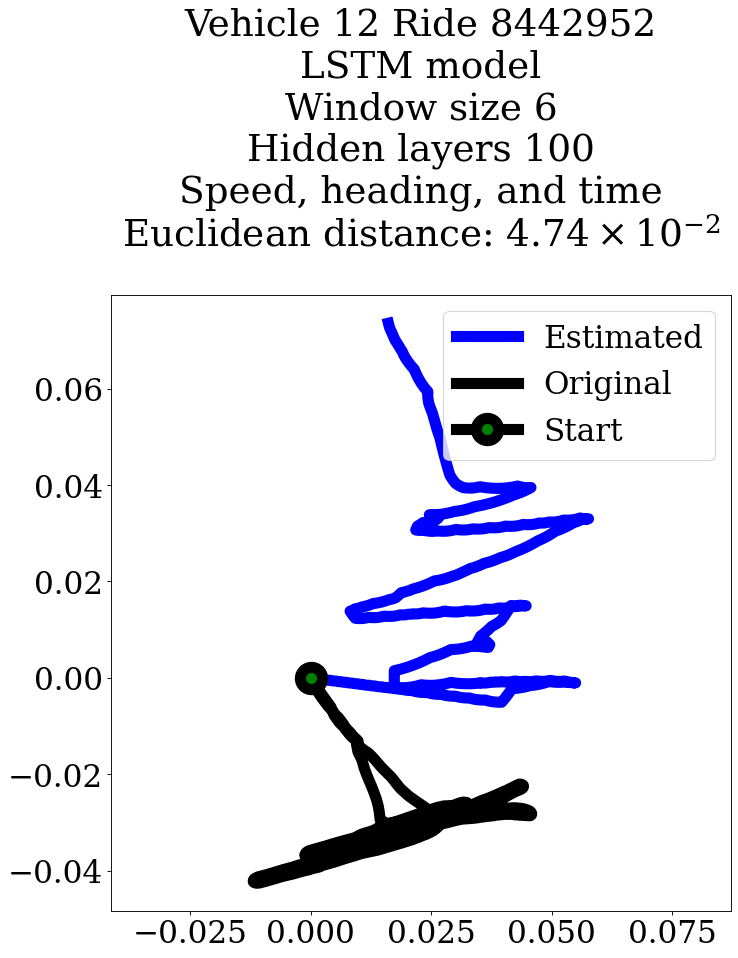 Vehicle 12 Ride 8442952
LSTM model
Window size 6
Hidden layers 100
Speed, heading, and time
Euclidean distance: 4.74 × 10⁻²
Estimated
Original
Start
0.06
0.04
0.02
0.00
−0.02
−0.04
−0.025 0.000 0.025 0.050 0.075